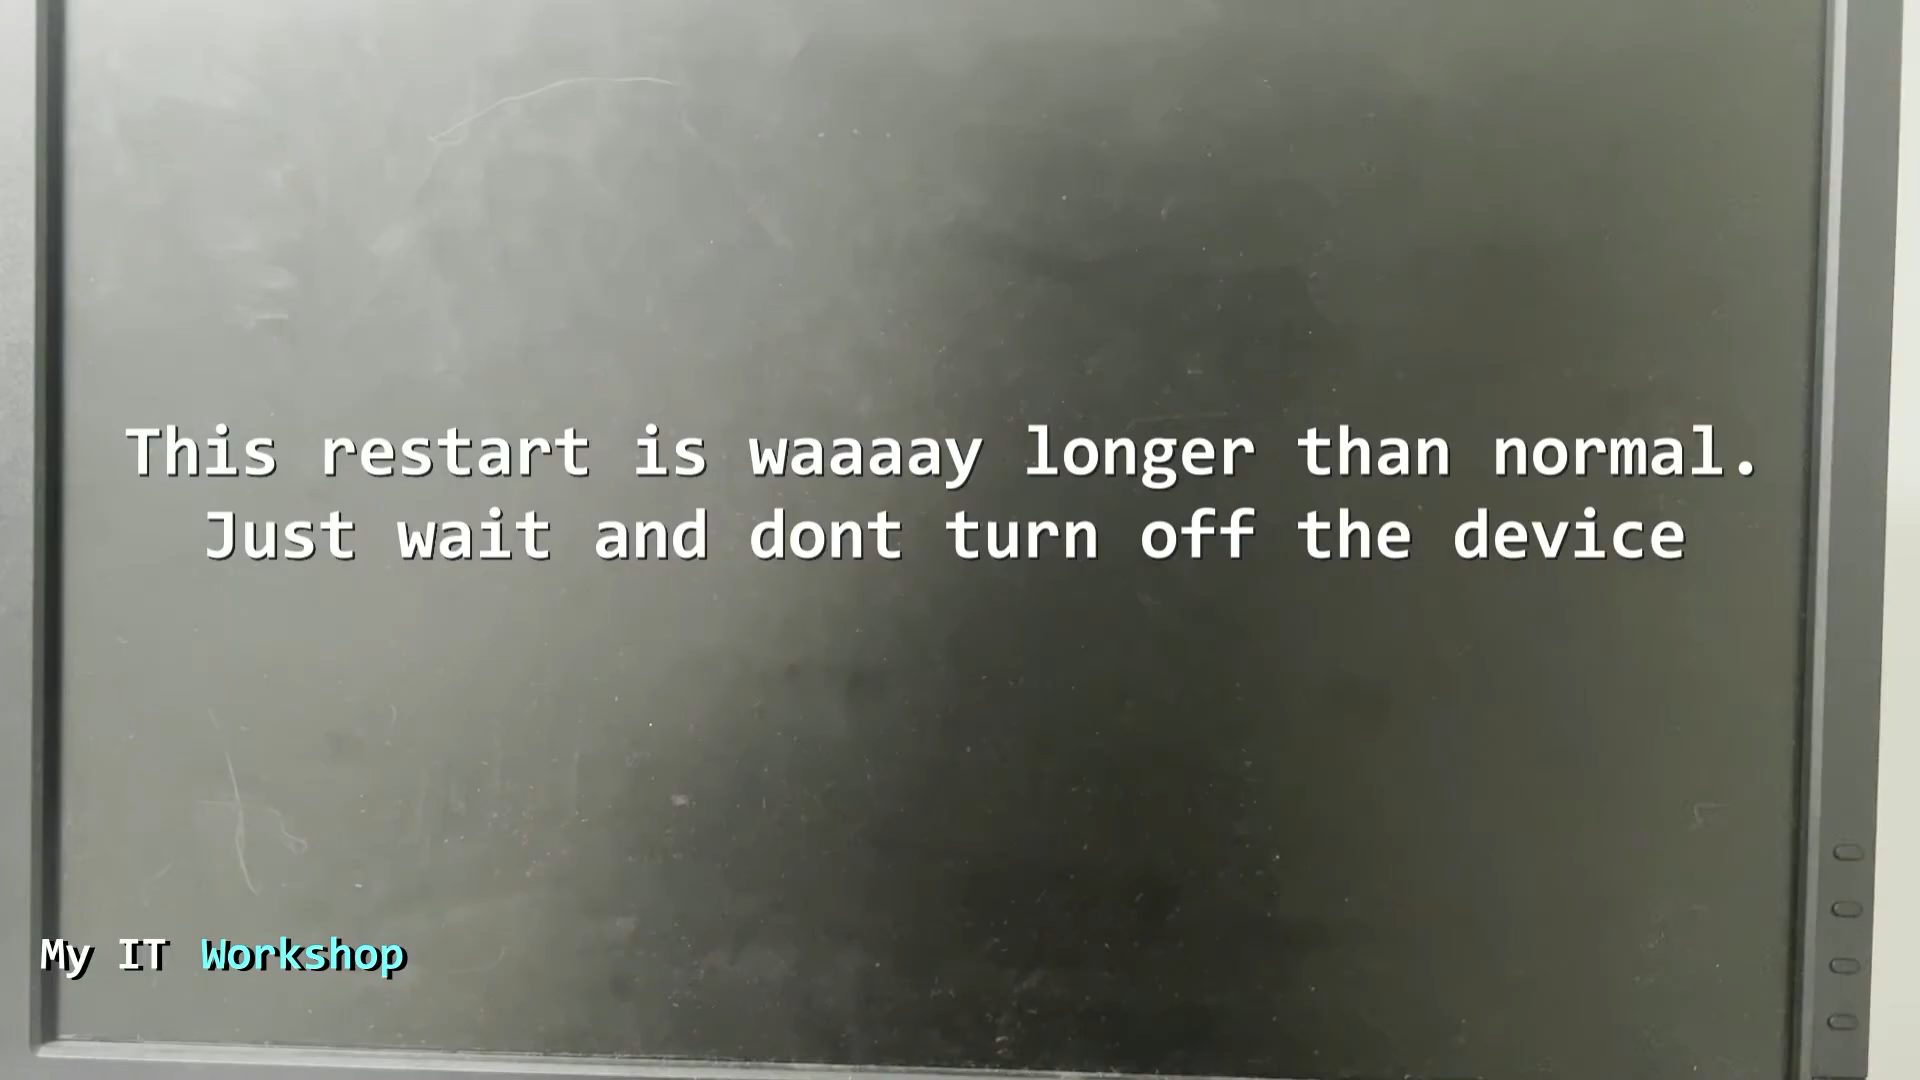 This restart is waaaay longer than normal.
Just wait and dont turn off the device
My IT Workshop